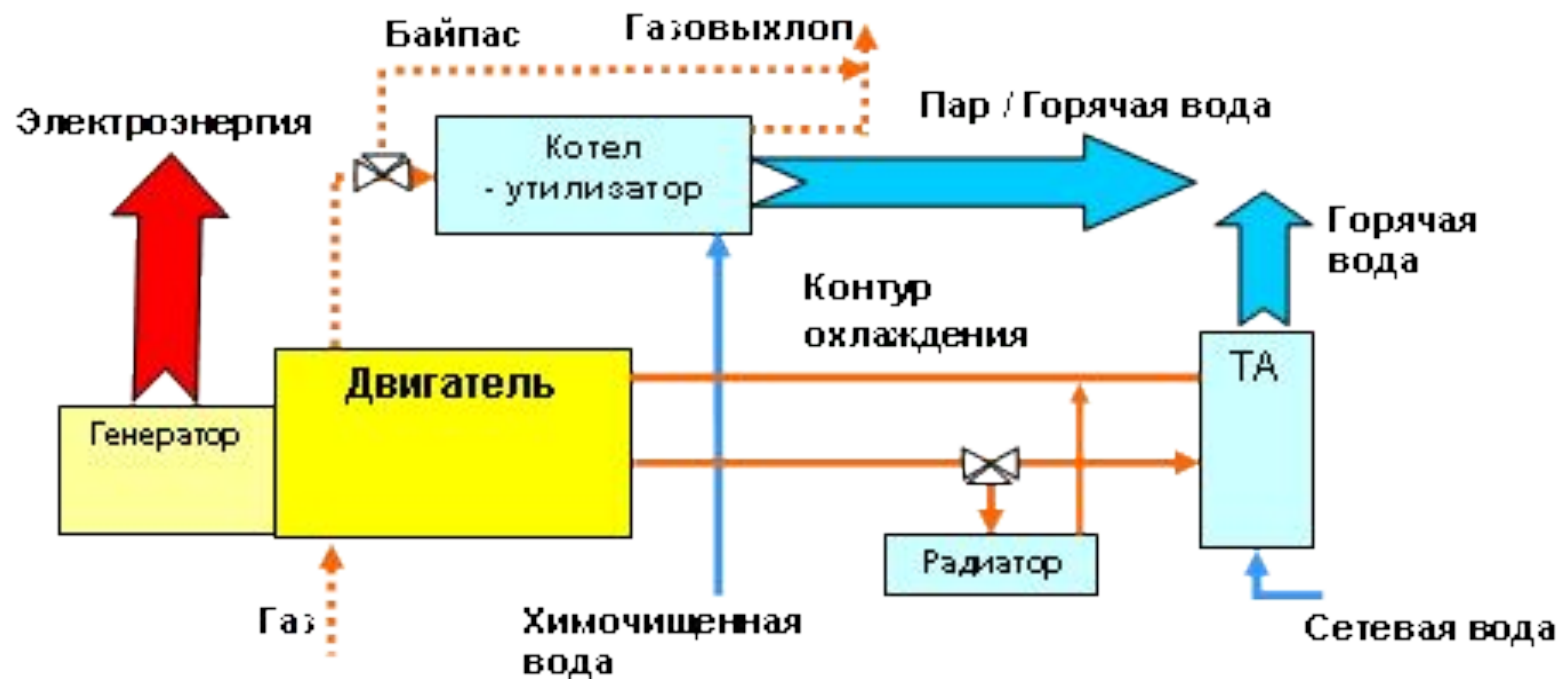 Байпас
Газовыхлоп
Электроэнергия
Пар / Горячая вода
Котел
- утилизатор
Горячая
вода
Контур
охлаждения
Двигатель
ТА
Генератор
Радиатор
Газ
Химочищенная
вода
Сетевая вода